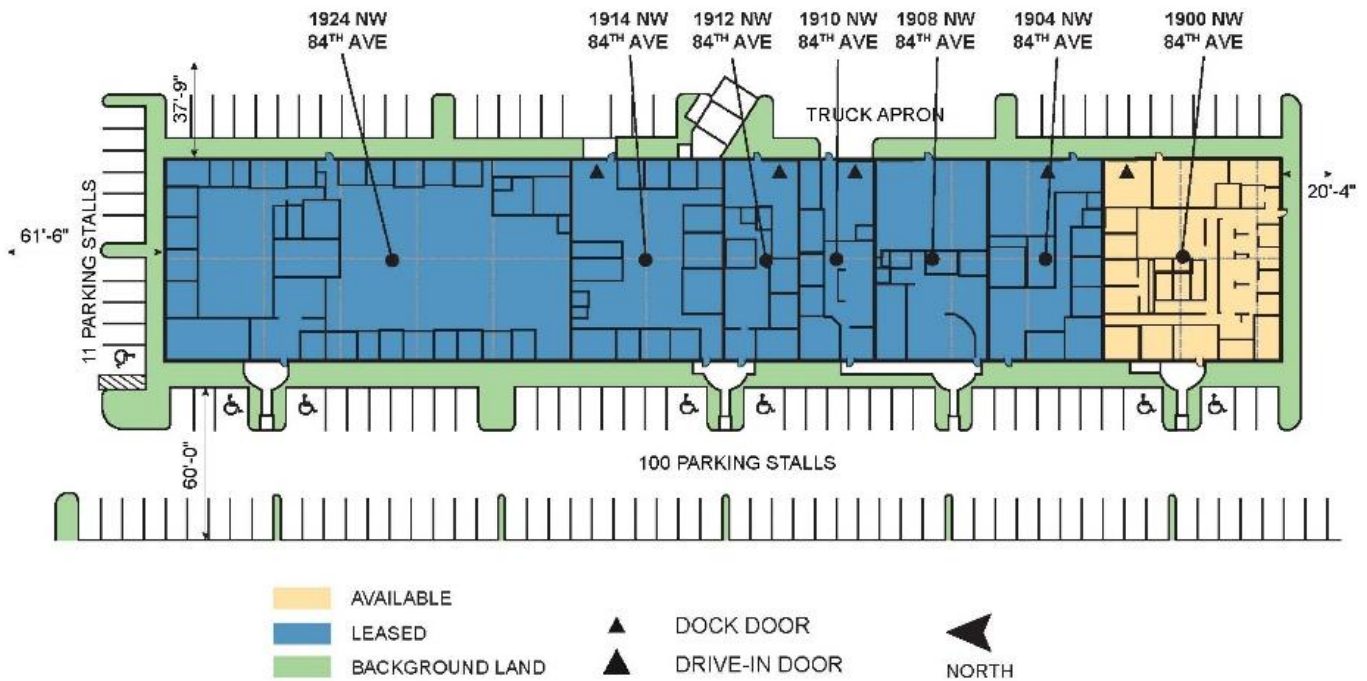 1924 NW
84TH AVE
1914 NW
84TH AVE
1912 NW
84TH AVE
1910 NW
84TH AVE
1908 NW
84TH AVE
1904 NW
84TH AVE
1900 NW
84TH AVE
37'-9"
TRUCK APRON
11 PARKING STALLS
61'-6"
20'-4"
60'-0"
100 PARKING STALLS
AVAILABLE
LEASED
BACKGROUND LAND
DOCK DOOR
DRIVE-IN DOOR
NORTH